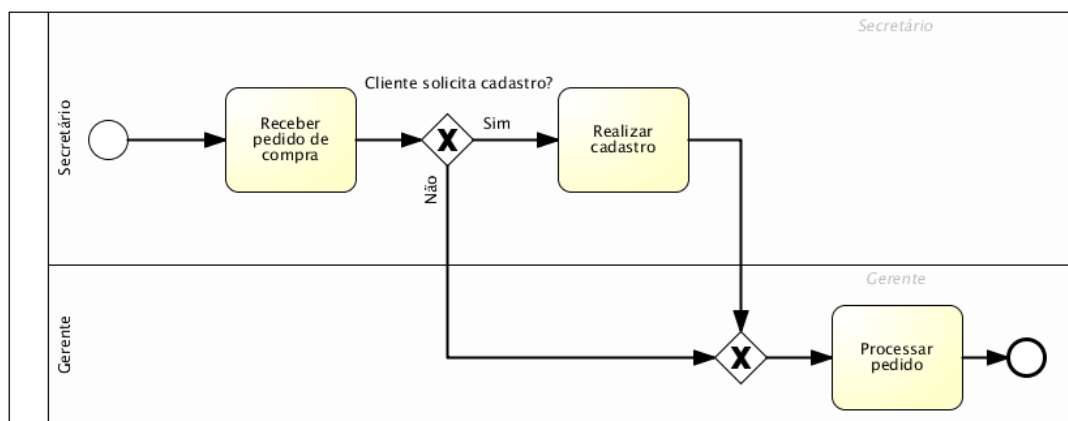 Secretário
Secretário
Cliente solicita cadastro?
Receber
pedido de
compra
X
Sim
Não
Realizar
cadastro
Gerente
Gerente
X
Processar
pedido